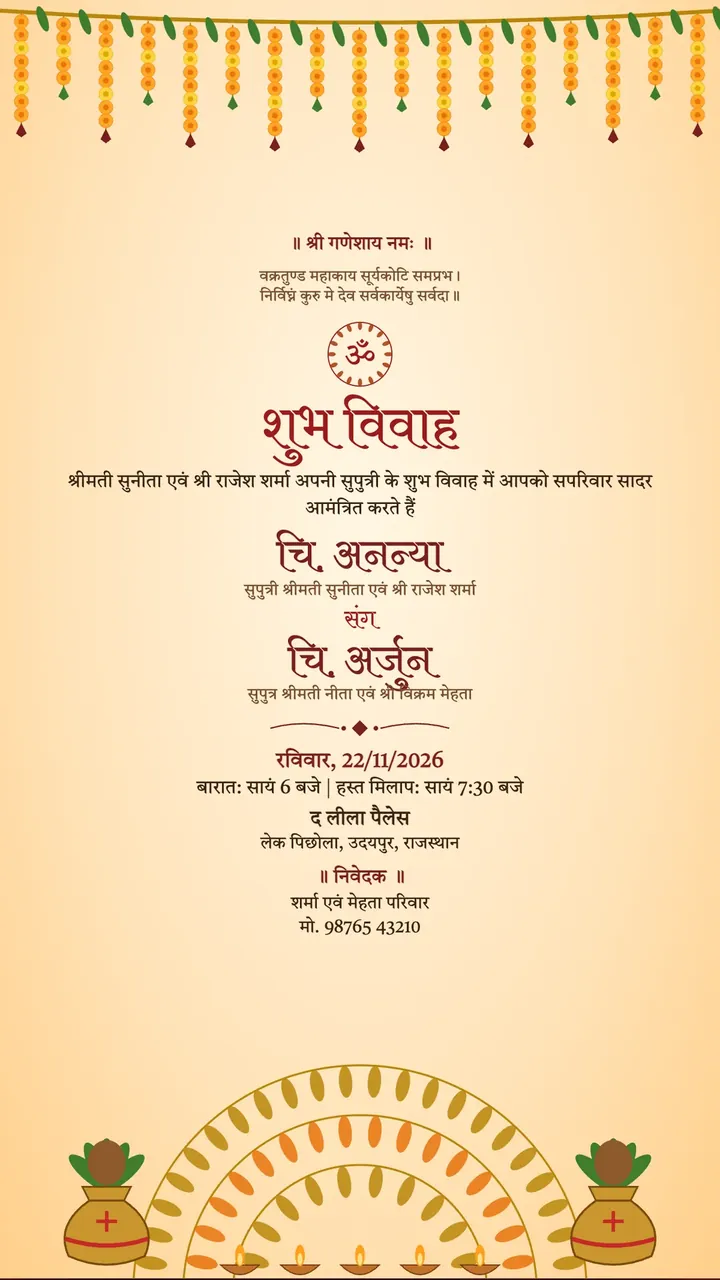 ॥ श्री गणेशाय नमः ॥
वक्रतुण्ड महाकाय सूर्यकोटि समप्रभ।
निर्विघ्नं कुरु मे देव सर्वकार्येषु सर्वदा॥
ॐ
शुभ विवाह
श्रीमती सुनीता एवं श्री राजेश शर्मा अपनी सुपुत्री के शुभ विवाह में आपको सपरिवार सादर
आमंत्रित करते हैं
चि. अनन्या
सुपुत्री श्रीमती सुनीता एवं श्री राजेश शर्मा
संग
चि. अर्जुन
सुपुत्र श्रीमती नीता एवं श्री विक्रम मेहता
रविवार, 22/11/2026
बारात: सायं 6 बजे | हस्त मिलाप: सायं 7:30 बजे
द लीला पैलेस
लेक पिछोला, उदयपुर, राजस्थान
॥ निवेदक ॥
शर्मा एवं मेहता परिवार
मो. 98765 43210